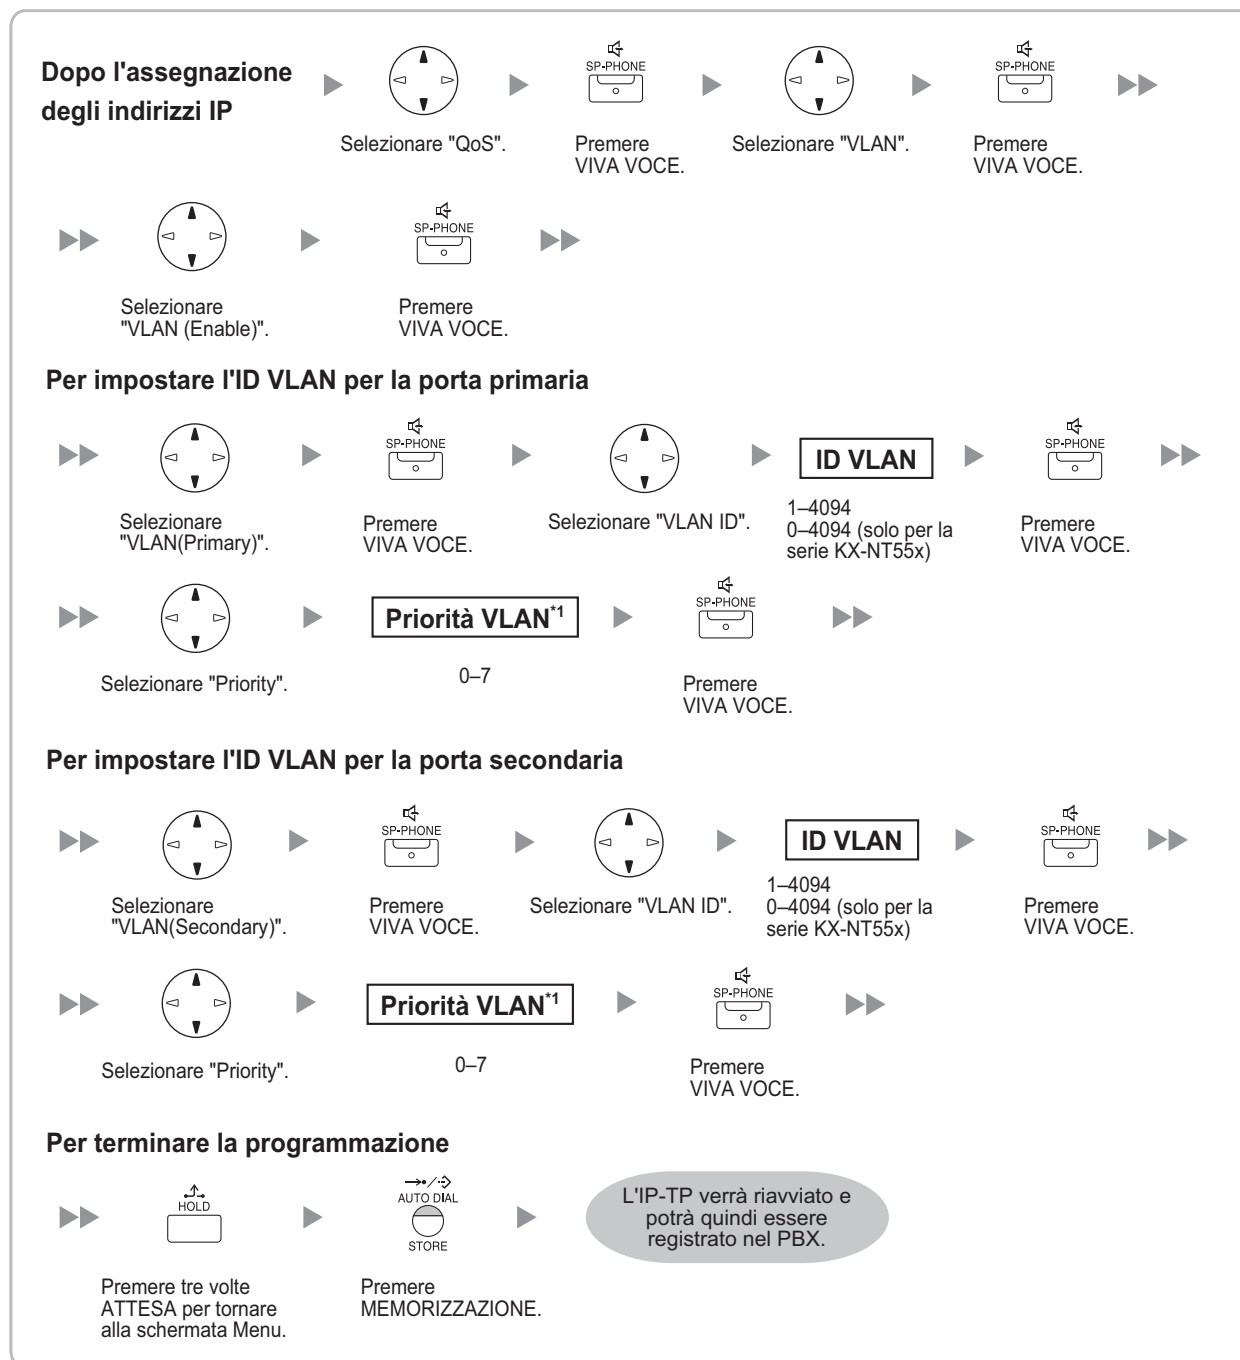 Dopo l'assegnazione
degli indirizzi IP
SP-PHONE
SP-PHONE
Selezionare "QoS".
Premere
VIVA VOCE.
Selezionare "VLAN".
Premere
VIVA VOCE.
SP-PHONE
Selezionare
"VLAN (Enable)".
Premere
VIVA VOCE.
Per impostare l'ID VLAN per la porta primaria
SP-PHONE
ID VLAN
SP-PHONE
Selezionare
"VLAN(Primary)".
Premere
VIVA VOCE.
Selezionare "VLAN ID".
1–4094
0–4094 (solo per la
serie KX-NT55x)
Premere
VIVA VOCE.
Priorità VLAN*1
SP-PHONE
Selezionare "Priority".
0–7
Premere
VIVA VOCE.
Per impostare l'ID VLAN per la porta secondaria
SP-PHONE
ID VLAN
SP-PHONE
Selezionare
"VLAN(Secondary)".
Premere
VIVA VOCE.
Selezionare "VLAN ID".
1–4094
0–4094 (solo per la
serie KX-NT55x)
Premere
VIVA VOCE.
Priorità VLAN*1
SP-PHONE
Selezionare "Priority".
0–7
Premere
VIVA VOCE.
Per terminare la programmazione
HOLD
AUTO DIAL
STORE
L'IP-TP verrà riavviato e
potrà quindi essere
registrato nel PBX.
Premere tre volte
ATTESA per tornare
alla schermata Menu.
Premere
MEMORIZZAZIONE.